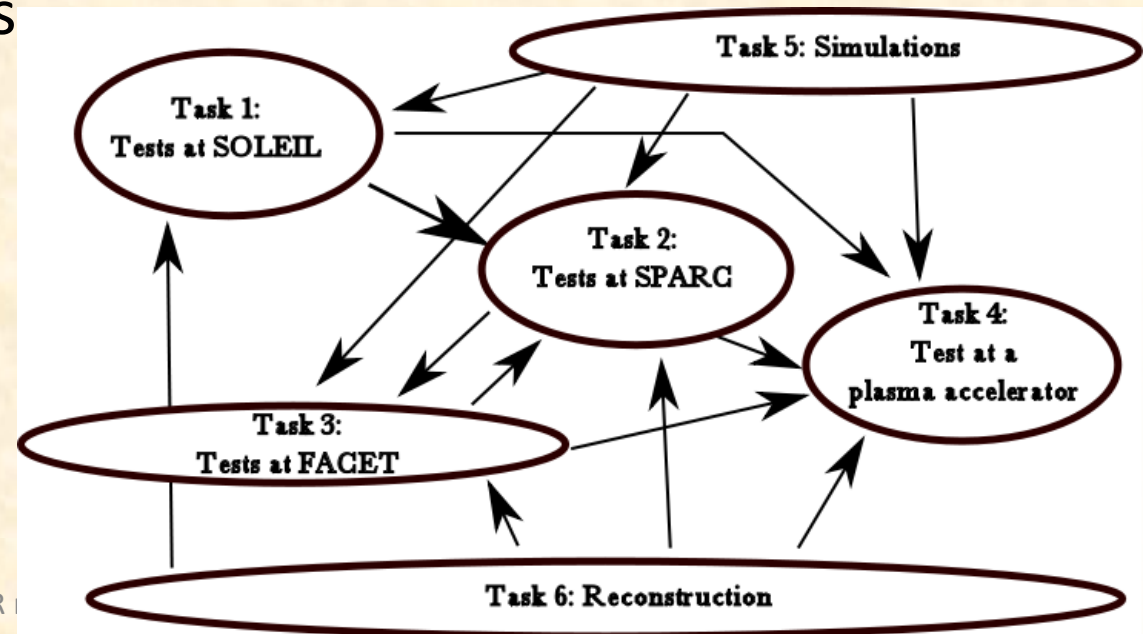 s
Task 5: Simulations
Task 1:
Tests at SOLEIL
Task 2:
Tests at SPARC
Task 4:
Test at a
plasma accelerator
Task 3:
Tests at FACET
Task 6: Reconstruction
R